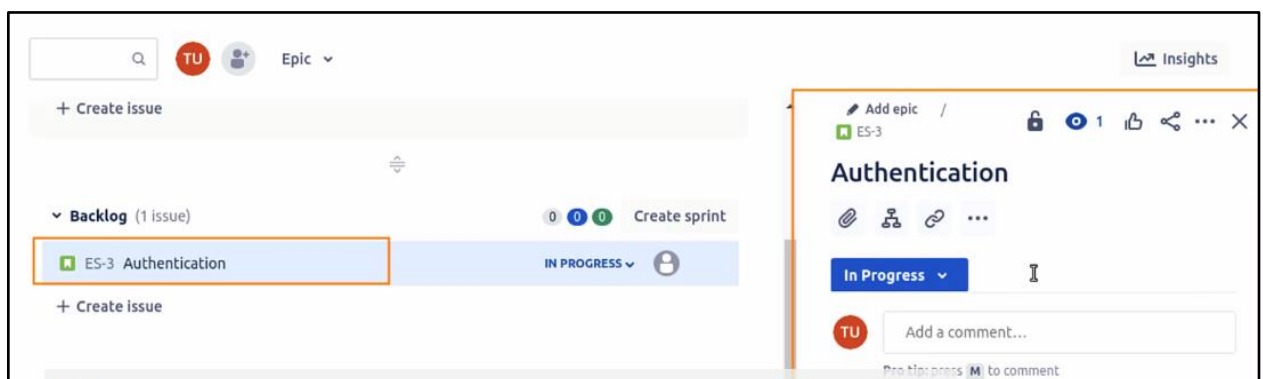 TU Epic Insights
+ Create issue
Backlog (1 issue) 0 0 0 Create sprint
ES-3 Authentication IN PROGRESS
+ Create issue
Add epic /
ES-3
1
Authentication
In Progress
TU Add a comment...
Pro tip: press M to comment